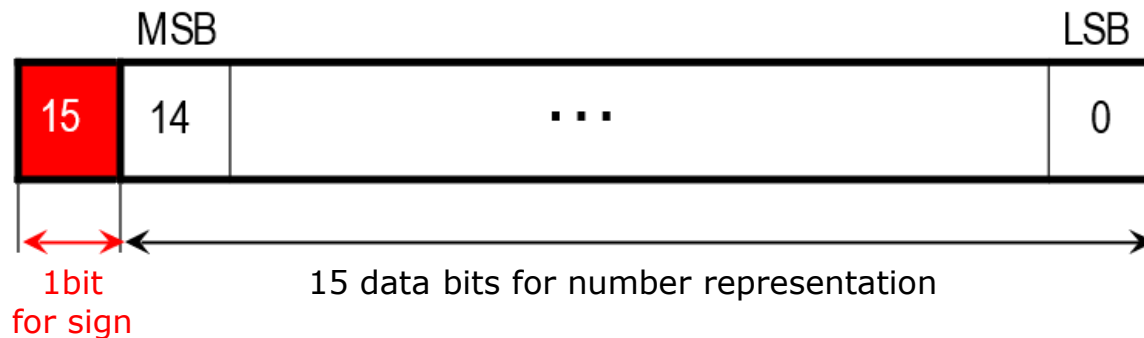 MSB LSB
15 14 ... 0
1bit 15 data bits for number representation
for sign